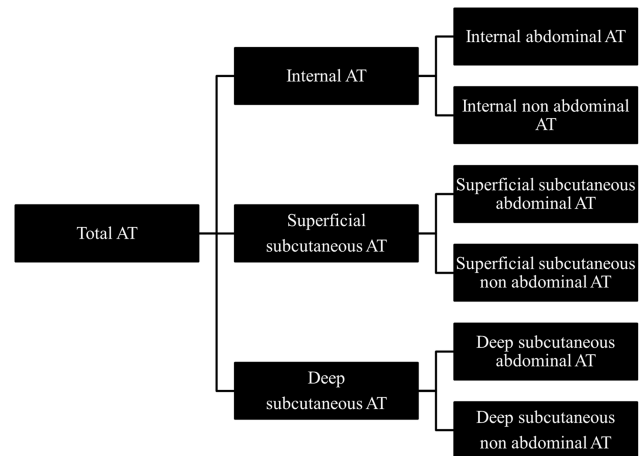 Internal abdominal AT
Internal AT
Internal non abdominal
AT
Superficial subcutaneous
abdominal AT
Total AT
Superficial
subcutaneous AT
Superficial subcutaneous
non abdominal AT
Deep subcutaneous
abdominal AT
Deep
subcutaneous AT
Deep subcutaneous
non abdominal AT